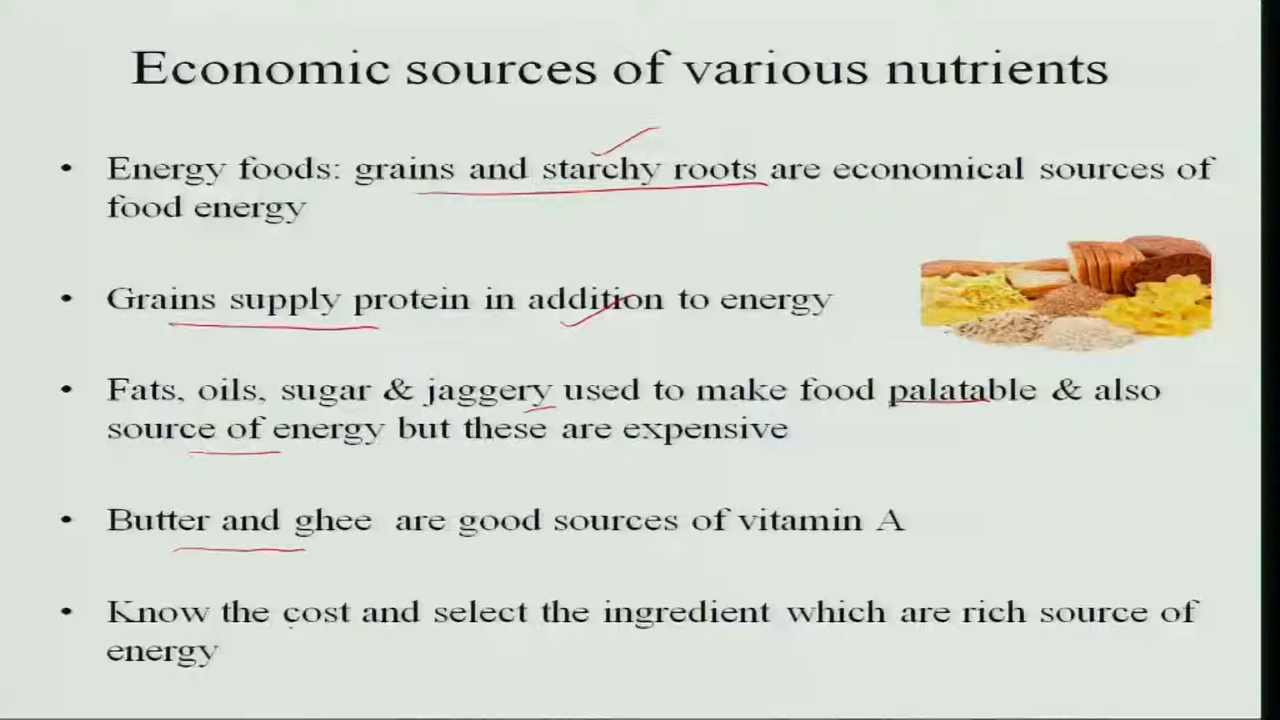 Economic sources of various nutrients
• Energy foods: grains and starchy roots are economical sources of
food energy
• Grains supply protein in addition to energy
• Fats, oils, sugar & jaggery used to make food palatable & also
source of energy but these are expensive
• Butter and ghee are good sources of vitamin A
• Know the cost and select the ingredient which are rich source of
energy